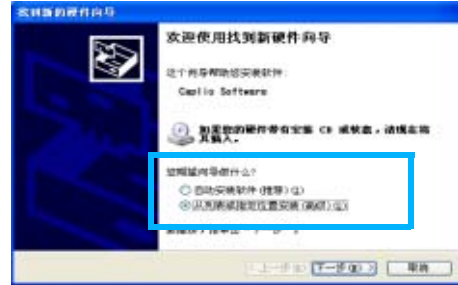 找到新的硬件向导
欢迎使用找到新硬件向导
这个向导帮助您安装软件:
Caplio Software
如果您的硬件带有安装 CD 或软盘，请现在将
其插入。
您期望向导做什么?
自动安装软件(推荐)(I)
从列表或指定位置安装(高级)(S)
要继续，请单击“下一步”。
<上一步(B)
下一步(N) >
取消